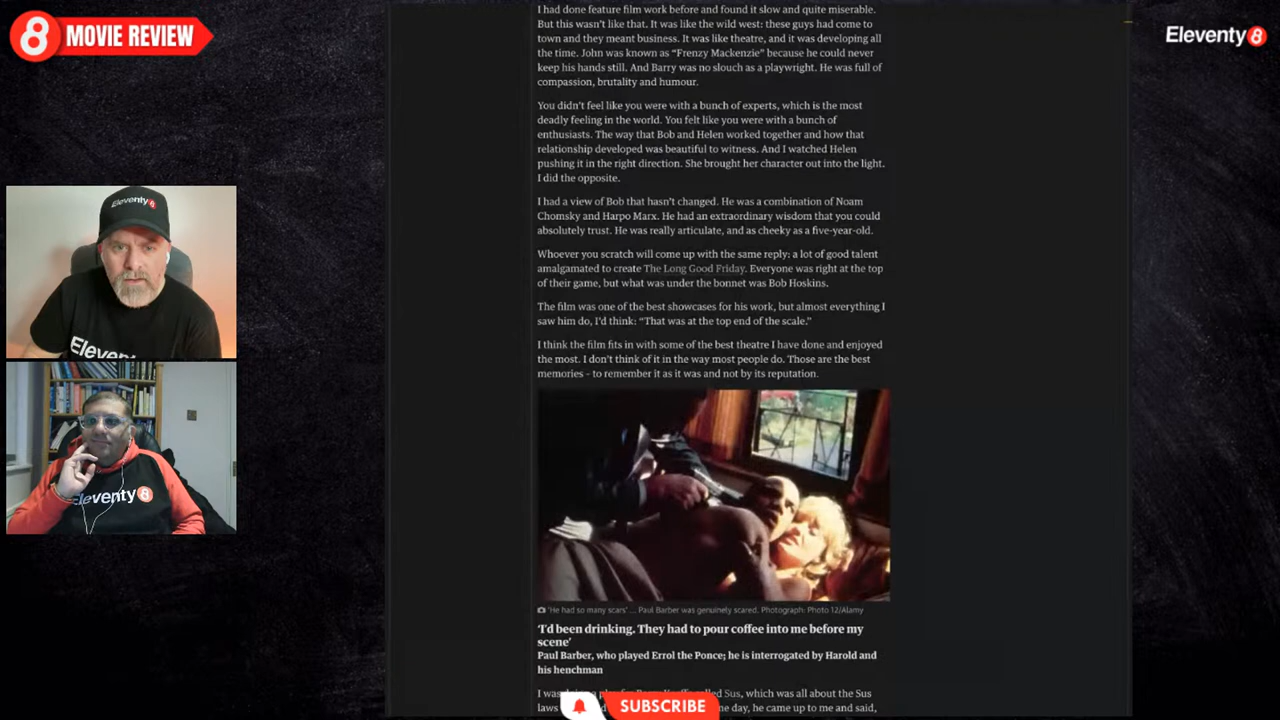 8 MOVIE REVIEW
Eleventy8
I had done feature film work before and found it slow and quite miserable.
But this wasn't like that. It was like the wild west: these guys had come to
town and they meant business. It was like theatre, and it was developing all
the time. John was known as "Frenzy Mackenzie" because he could never
keep his hands still. And Barry was no slouch as a playwright. He was full of
compassion, brutality and humour.
You didn't feel like you were with a bunch of experts, which is the most
deadly feeling in the world. You felt like you were with a bunch of
enthusiasts. The way that Bob and Helen worked together and how that
relationship developed was beautiful to witness. And I watched Helen
pushing it in the right direction. She brought her character out into the light.
I did the opposite.
I had a view of Bob that hasn't changed. He was a combination of Noam
Chomsky and Harpo Marx. He had an extraordinary wisdom that you could
absolutely trust. He was really articulate, and as cheeky as a five-year-old.
Whoever you scratch will come up with the same reply: a lot of good talent
amalgamated to create The Long Good Friday. Everyone was right at the top
of their game, but what was under the bonnet was Bob Hoskins.
The film was one of the best showcases for his work, but almost everything I
saw him do, I'd think: "That was at the top end of the scale."
I think the film fits in with some of the best theatre I have done and enjoyed
the most. I don't think of it in the way most people do. Those are the best
memories – to remember it as it was and not by its reputation.
'He had so many scars' ... Paul Barber was genuinely scared. Photograph: Photo 12/Alamy
'I'd been drinking. They had to pour coffee into me before my
scene'
Paul Barber, who played Errol the Ponce; he is interrogated by Harold and
his henchman
I was called Sus, which was all about the Sus
laws me day, he came up to me and said,
SUBSCRIBE
Eleventy8
Eleven
Eleventy8